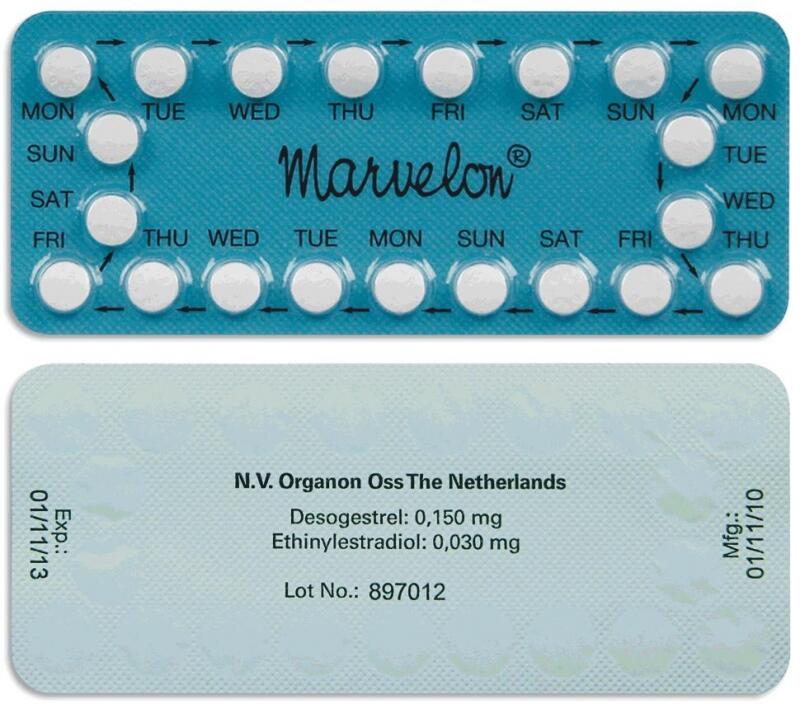 MON TUE WED THU FRI SAT SUN MON
SUN TUE
Marvelon®
SAT WED
FRI THU WED TUE MON SUN SAT FRI THU
N.V. Organon Oss The Netherlands
Desogestrel: 0,150 mg
Ethinylestradiol: 0,030 mg
Lot No.: 897012
Exp.:
01/11/13
Mfg.:
01/11/10